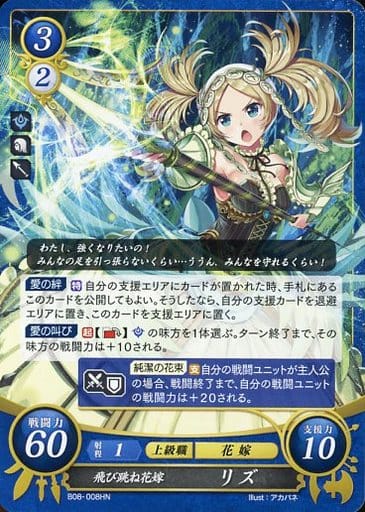 3
2
わたし、強くなりたいの！
みんなの足を引っ張らないくらい…ううん、みんなを守れるくらい！
愛の絆 特 自分の支援エリアにカードが置かれた時、手札にある
このカードを公開してもよい。そうしたなら、自分の支援カードを退避
エリアに置き、このカードを支援エリアに置く。
愛の叫び 起【 】 の味方を1体選ぶ。ターン終了まで、その
味方の戦闘力は+10される。
純潔の花束 支 自分の戦闘ユニットが主人公
の場合、戦闘終了まで、自分の戦闘ユニット
の戦闘力は+20される。
戦闘力
60
射程 1 上級職 花嫁
支援力
10
飛び跳ね花嫁 リズ
B08-008HN
Illust:アカバネ